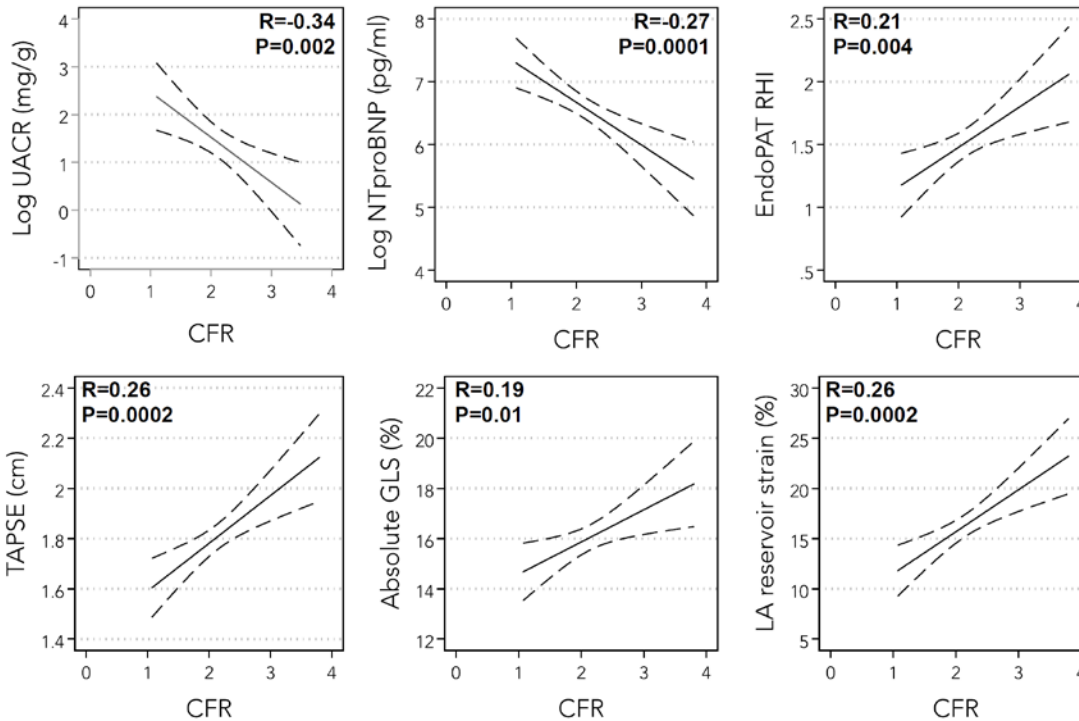 R=-0.34
P=0.002
Log UACR (mg/g)
4
3
2
1
0
-1
0 1 2 3 4
CFR
R=-0.27
P=0.0001
Log NTproBNP (pg/ml)
8
7
6
5
4
0 1 2 3 4
CFR
R=0.21
P=0.004
EndoPAT RHI
2.5
2
1.5
1
.5
0 1 2 3 4
CFR
R=0.26
P=0.0002
TAPSE (cm)
2.4
2.2
2
1.8
1.6
1.4
0 1 2 3 4
CFR
R=0.19
P=0.01
Absolute GLS (%)
22
20
18
16
14
12
0 1 2 3 4
CFR
R=0.26
P=0.0002
LA reservoir strain (%)
30
25
20
15
10
5
0 1 2 3 4
CFR